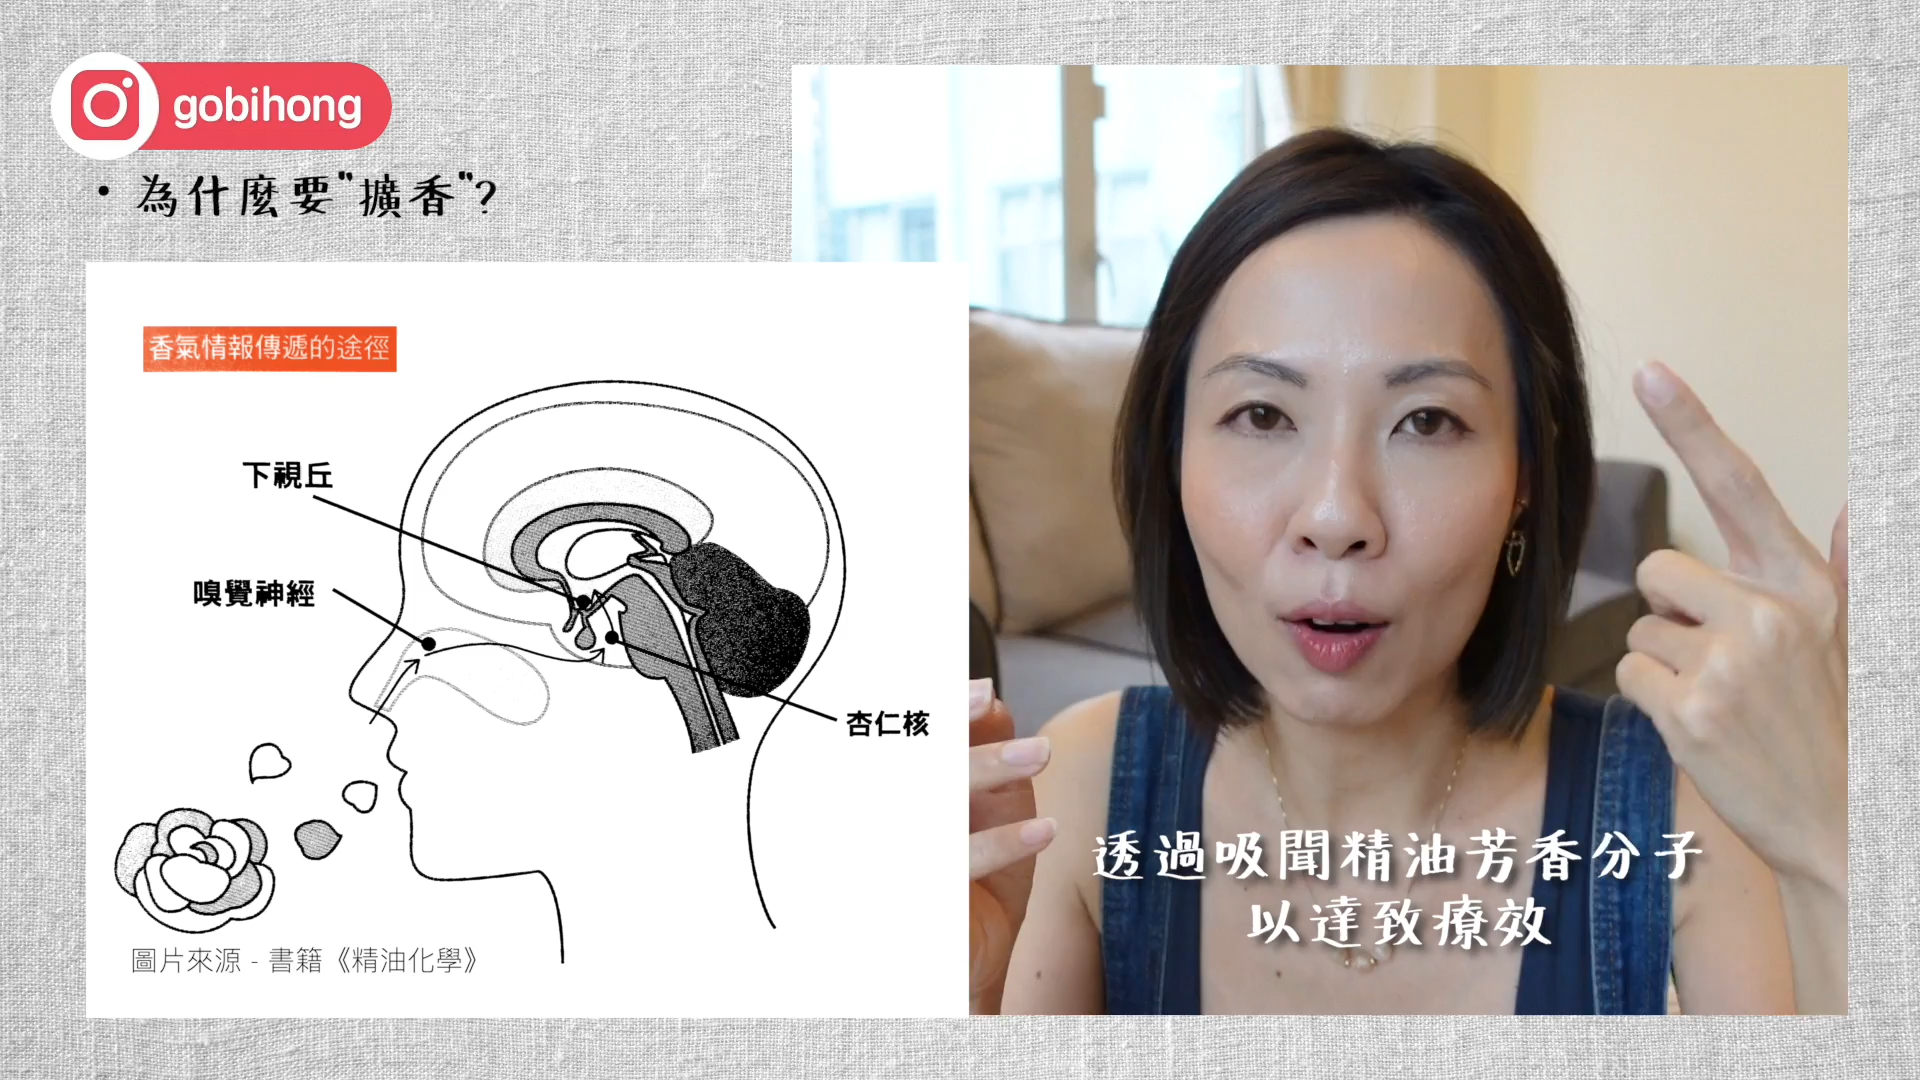 gobihong
• 為什麼要"擴香"?
香氣情報傳遞的途徑
下視丘
嗅覺神經
杏仁核
圖片來源 - 書籍《精油化學》
透過吸聞精油芳香分子
以達致療效